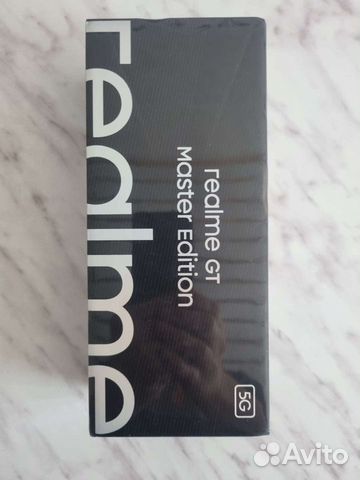 realme
realme GT
Master Edition
5G
Avito